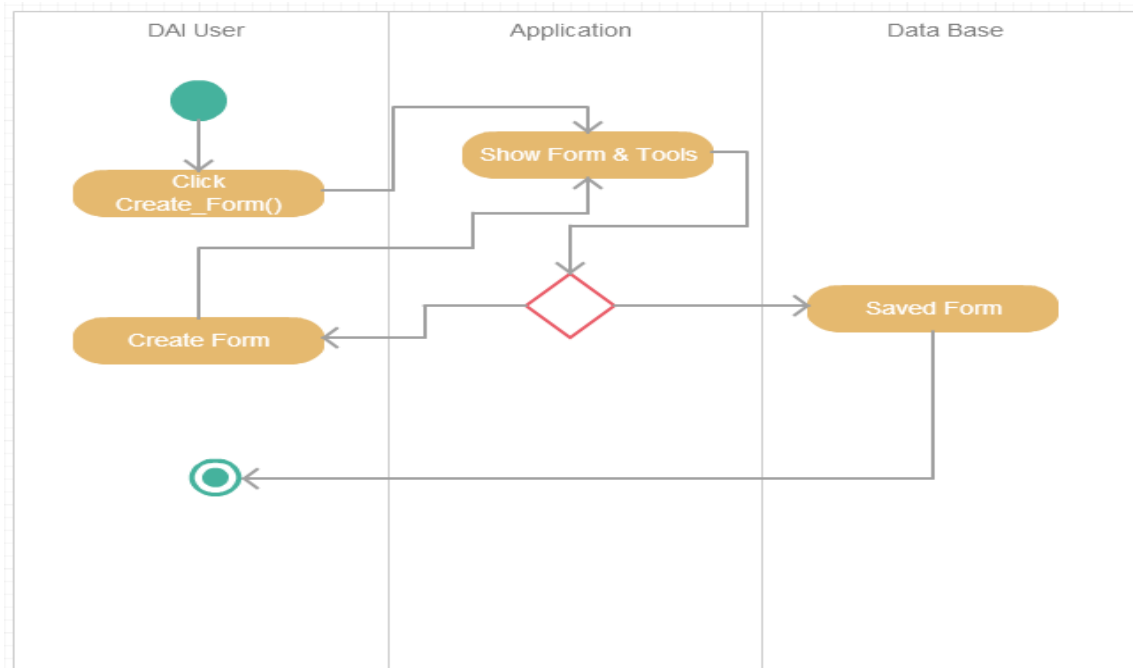 DAI User
Application
Data Base
Show Form & Tools
Click
Create_Form()
Saved Form
Create Form